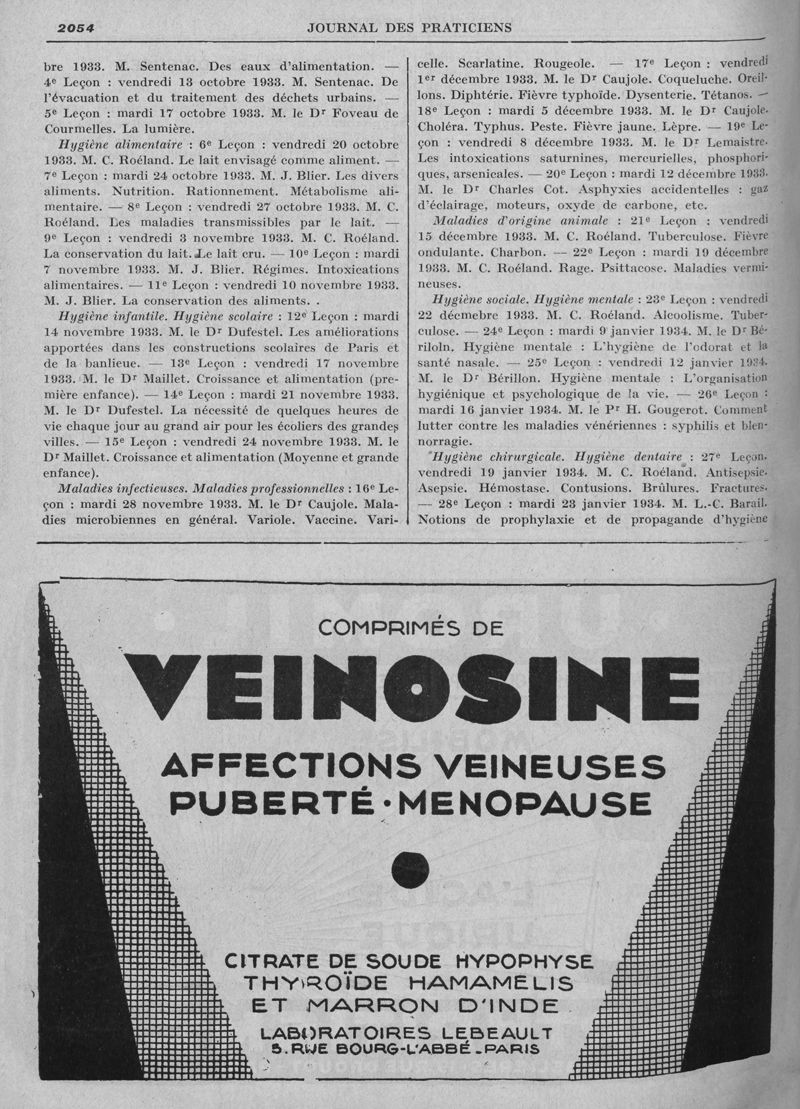 2054
JOURNAL DES PRATICIENS
bre 1933. M. Sentenac. Des eaux d'alimentation. —
4e Leçon : vendredi 13 octobre 1933. M. Sentenac. De
l'évacuation et du traitement des déchets urbains. —
5e Leçon : mardi 17 octobre 1933. M. le Dr Foveau de
Courmelles. La lumière.
Hygiène alimentaire : 6e Leçon : vendredi 20 octobre
1933. M. C. Roéland. Le lait envisagé comme aliment. —
7e Leçon : mardi 24 octobre 1933. M. J. Blier. Les divers
aliments. Nutrition. Rationnement. Métabolisme ali-
mentaire. — 8e Leçon : vendredi 27 octobre 1933. M. C.
Roéland. Les maladies transmissibles par le lait. —
9e Leçon : vendredi 3 novembre 1933. M. C. Roéland.
La conservation du lait. Le lait cru. — 10e Leçon : mardi
7 novembre 1933. M. J. Blier. Régimes. Intoxications
alimentaires. — 11e Leçon : vendredi 10 novembre 1933.
M. J. Blier. La conservation des aliments. .
Hygiène infantile. Hygiène scolaire : 12e Leçon : mardi
14 novembre 1933. M. le Dr Dufestel. Les améliorations
apportées dans les constructions scolaires de Paris et
de la banlieue. — 13e Leçon : vendredi 17 novembre
1933. M. le Dr Maillet. Croissance et alimentation (pre-
mière enfance). — 14e Leçon : mardi 21 novembre 1933.
M. le Dr Dufestel. La nécessité de quelques heures de
vie chaque jour au grand air pour les écoliers des grandes
villes. — 15e Leçon : vendredi 24 novembre 1933. M. le
Dr Maillet. Croissance et alimentation (Moyenne et grande
enfance).
Maladies infectieuses. Maladies professionnelles : 16e Le-
çon : mardi 28 novembre 1933. M. le Dr Caujole. Mala-
dies microbiennes en général. Variole. Vaccine. Vari-
celle. Scarlatine. Rougeole. — 17e Leçon : vendredi
1er décembre 1933. M. le Dr Caujole. Coqueluche. Oreil-
lons. Diphtérie. Fièvre typhoïde. Dysenterie. Tétanos. —
18e Leçon : mardi 5 décembre 1933. M. le Dr Caujole.
Choléra. Typhus. Peste. Fièvre jaune. Lèpre. — 19e Le-
çon : vendredi 8 décembre 1933. M. le Dr Lemaistre.
Les intoxications saturnines, mercurielles, phosphori-
ques, arsenicales. — 20e Leçon : mardi 12 décembre 1933.
M. le Dr Charles Cot. Asphyxies accidentelles : gaz
d'éclairage, moteurs, oxyde de carbone, etc.
Maladies d'origine animale : 21e Leçon : vendredi
15 décembre 1933. M. C. Roéland. Tuberculose. Fièvre
ondulante. Charbon. — 22e Leçon : mardi 19 décembre
1933. M. C. Roéland. Rage. Psittacose. Maladies vermi-
neuses.
Hygiène sociale. Hygiène mentale : 23e Leçon : vendredi
22 décmebre 1933. M. C. Roéland. Alcoolisme. Tuber-
culose. — 24e Leçon : mardi 9 janvier 1934. M. le Dr Bé-
riloln. Hygiène mentale : L'hygiène de l'odorat et la
santé nasale. — 25e Leçon : vendredi 12 janvier 1934.
M. le Dr Bérillon. Hygiène mentale : L'organisation
hygiénique et psychologique de la vie. — 26e Leçon :
mardi 16 janvier 1934. M. le Pr H. Gougerot. Comment
lutter contre les maladies vénériennes : syphilis et blen-
norragie.
Hygiène chirurgicale. Hygiène dentaire : 27e Leçon.
vendredi 19 janvier 1934. M. C. Roéland. Antisepsie.
Asepsie. Hémostase. Contusions. Brûlures. Fractures.
— 28e Leçon : mardi 23 janvier 1934. M. L.-C. Barail.
Notions de prophylaxie et de propagande d'hygiène
COMPRIMÉS DE
VEINOSINE
AFFECTIONS VEINEUSES
PUBERTÉ • MENOPAUSE
CITRATE DE SOUDE HYPOPHYSE
THYROÏDE HAMAMELIS
ET MARRON D'INDE
LABORATOIRES LEBEAULT
5. RUE BOURG-L'ABBÉ - PARIS